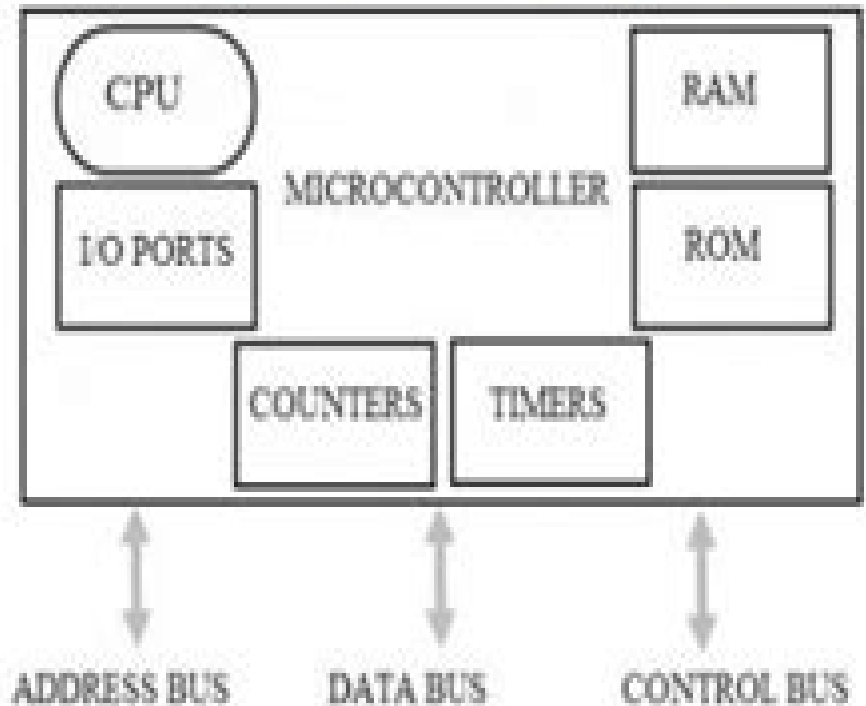 CPU
RAM
MICROCONTROLLER
I/O PORTS
ROM
COUNTERS
TIMERS
ADDRESS BUS
DATA BUS
CONTROL BUS